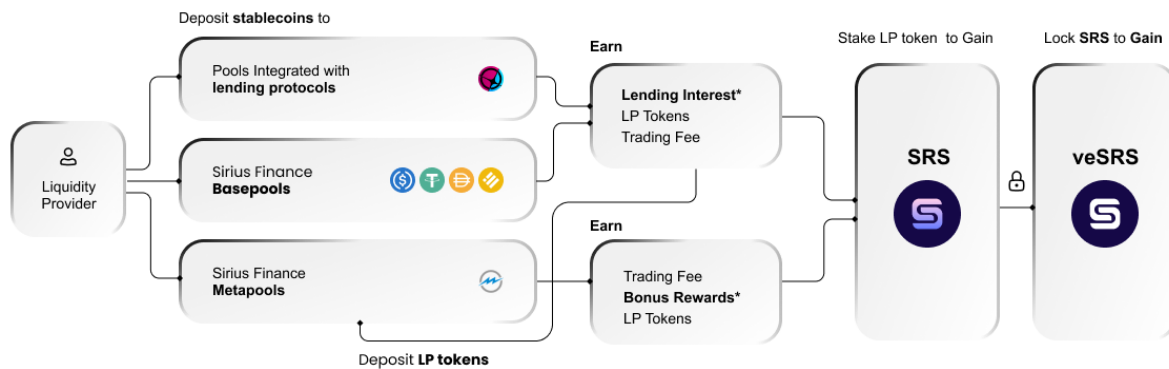 Deposit stablecoins to
Pools Integrated with
lending protocols
Liquidity
Provider
Sirius Finance
Basepools
Sirius Finance
Metapools
Deposit LP tokens
Earn
Lending Interest*
LP Tokens
Trading Fee
Earn
Trading Fee
Bonus Rewards*
LP Tokens
Stake LP token to Gain
SRS
Lock SRS to Gain
veSRS